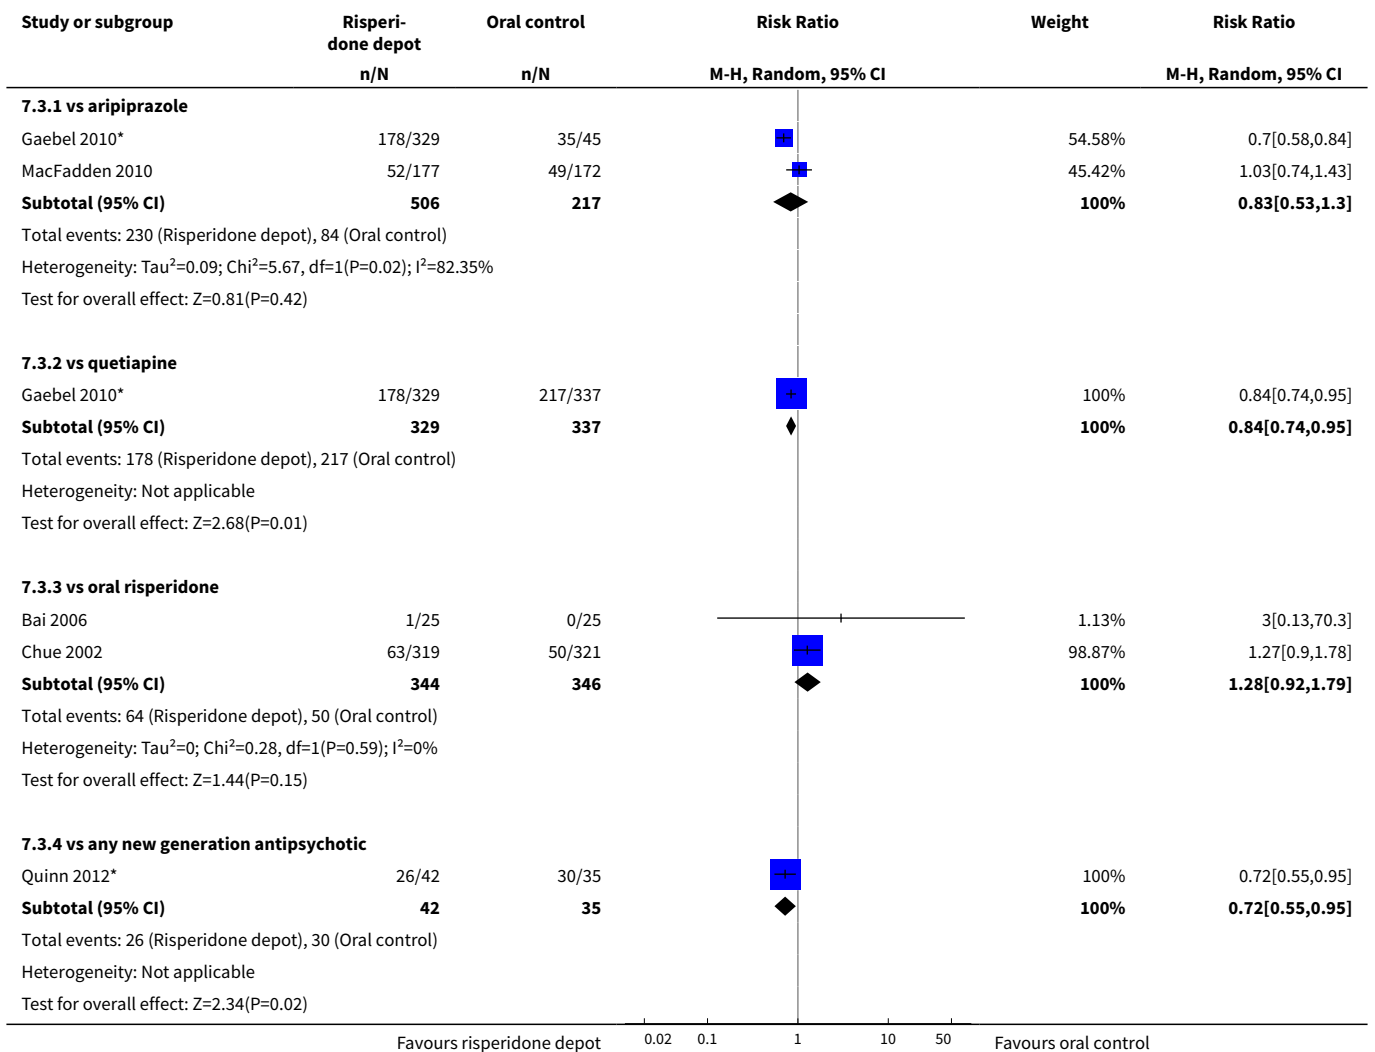 Study or subgroup Risperi- Oral control Risk Ratio Weight Risk Ratio
done depot
n/N n/N M-H, Random, 95% CI M-H, Random, 95% CI
7.3.1 vs aripiprazole
Gaebel 2010* 178/329 35/45 54.58% 0.7[0.58,0.84]
MacFadden 2010 52/177 49/172 45.42% 1.03[0.74,1.43]
Subtotal (95% CI) 506 217 100% 0.83[0.53,1.3]
Total events: 230 (Risperidone depot), 84 (Oral control)
Heterogeneity: Tau²=0.09; Chi²=5.67, df=1(P=0.02); I²=82.35%
Test for overall effect: Z=0.81(P=0.42)
7.3.2 vs quetiapine
Gaebel 2010* 178/329 217/337 100% 0.84[0.74,0.95]
Subtotal (95% CI) 329 337 100% 0.84[0.74,0.95]
Total events: 178 (Risperidone depot), 217 (Oral control)
Heterogeneity: Not applicable
Test for overall effect: Z=2.68(P=0.01)
7.3.3 vs oral risperidone
Bai 2006 1/25 0/25 1.13% 3[0.13,70.3]
Chue 2002 63/319 50/321 98.87% 1.27[0.9,1.78]
Subtotal (95% CI) 344 346 100% 1.28[0.92,1.79]
Total events: 64 (Risperidone depot), 50 (Oral control)
Heterogeneity: Tau²=0; Chi²=0.28, df=1(P=0.59); I²=0%
Test for overall effect: Z=1.44(P=0.15)
7.3.4 vs any new generation antipsychotic
Quinn 2012* 26/42 30/35 100% 0.72[0.55,0.95]
Subtotal (95% CI) 42 35 100% 0.72[0.55,0.95]
Total events: 26 (Risperidone depot), 30 (Oral control)
Heterogeneity: Not applicable
Test for overall effect: Z=2.34(P=0.02)
Favours risperidone depot 0.02 0.1 1 10 50 Favours oral control